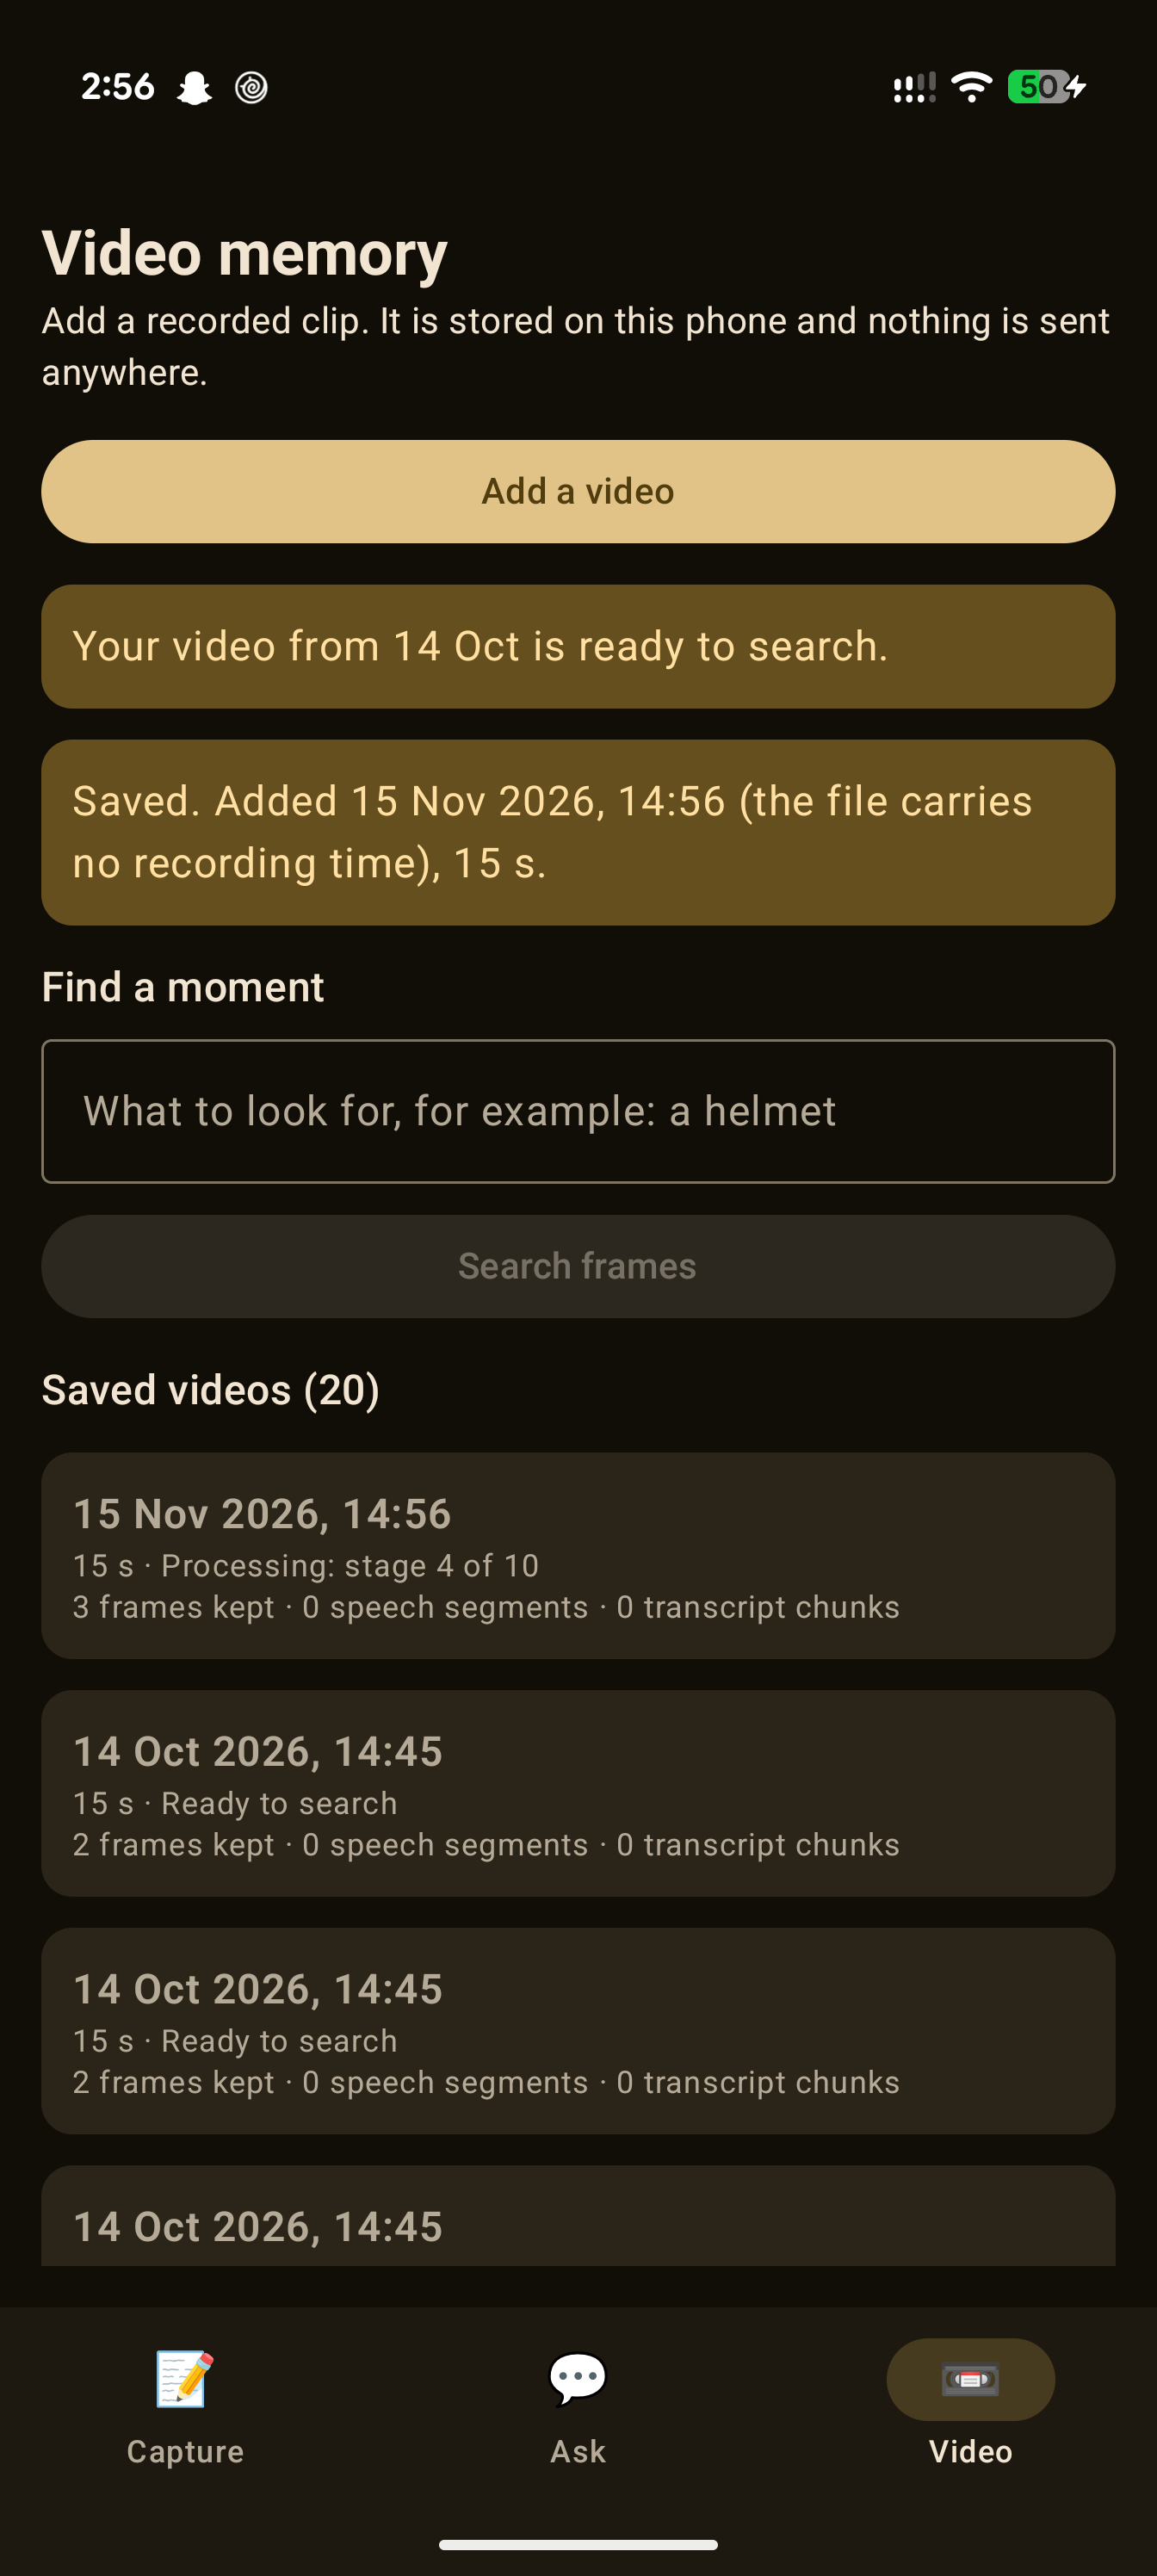 2:56
50
Video memory
Add a recorded clip. It is stored on this phone and nothing is sent
anywhere.
Add a video
Your video from 14 Oct is ready to search.
Saved. Added 15 Nov 2026, 14:56 (the file carries
no recording time), 15 s.
Find a moment
What to look for, for example: a helmet
Search frames
Saved videos (20)
15 Nov 2026, 14:56
15 s · Processing: stage 4 of 10
3 frames kept · 0 speech segments · 0 transcript chunks
14 Oct 2026, 14:45
15 s · Ready to search
2 frames kept · 0 speech segments · 0 transcript chunks
14 Oct 2026, 14:45
15 s · Ready to search
2 frames kept · 0 speech segments · 0 transcript chunks
14 Oct 2026, 14:45
Capture
Ask
Video